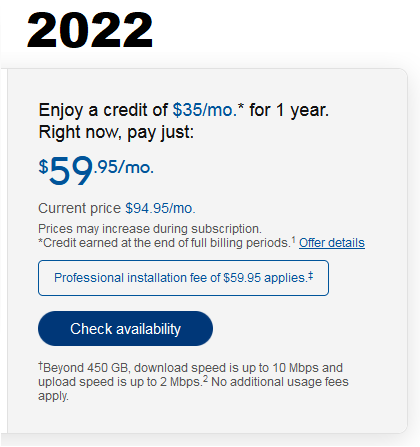 2022
Enjoy a credit of $35/mo.* for 1 year.
Right now, pay just:
$59.95/mo.
Current price $94.95/mo.
Prices may increase during subscription.
*Credit earned at the end of full billing periods.¹ Offer details
Professional installation fee of $59.95 applies.‡
Check availability
†Beyond 450 GB, download speed is up to 10 Mbps and
upload speed is up to 2 Mbps.² No additional usage fees
apply.